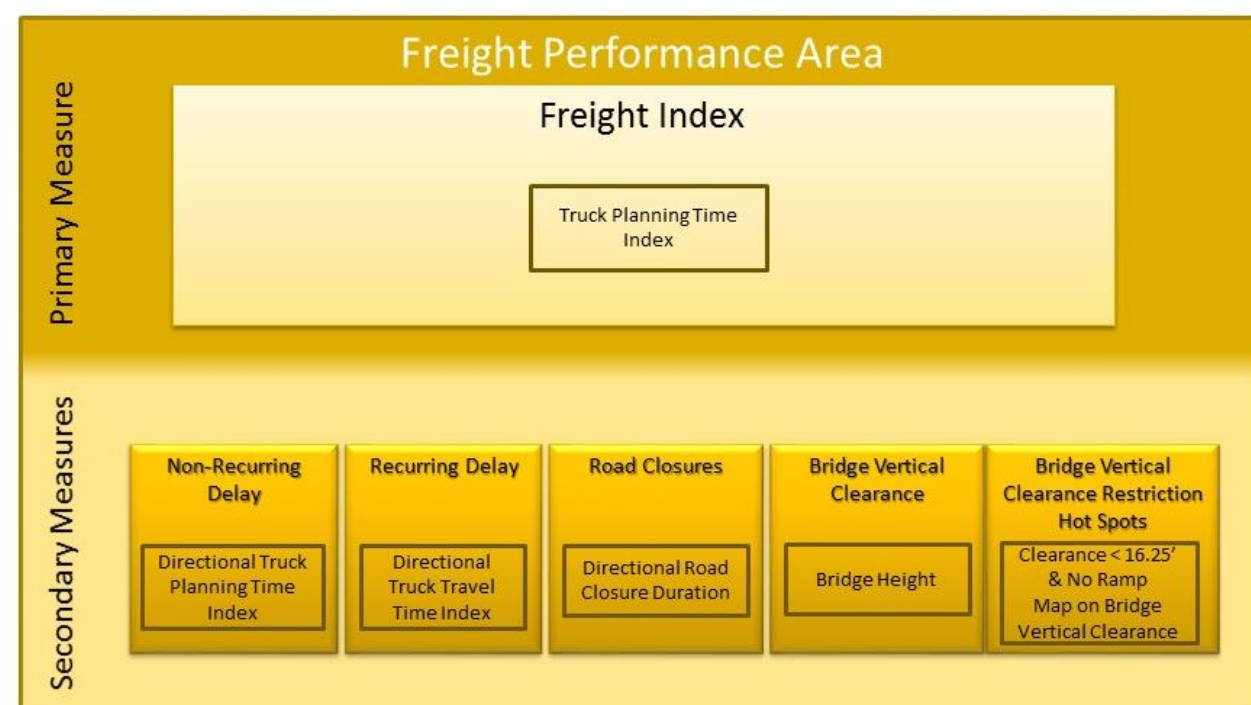 Freight Performance Area
Primary Measure
Freight Index
Truck Planning Time
Index
Secondary Measures
Non-Recurring
Delay
Directional Truck
Planning Time
Index
Recurring Delay
Directional
Truck Travel
Time Index
Road Closures
Directional Road
Closure Duration
Bridge Vertical
Clearance
Bridge Height
Bridge Vertical
Clearance Restriction
Hot Spots
Clearance < 16.25’
& No Ramp
Map on Bridge
Vertical Clearance